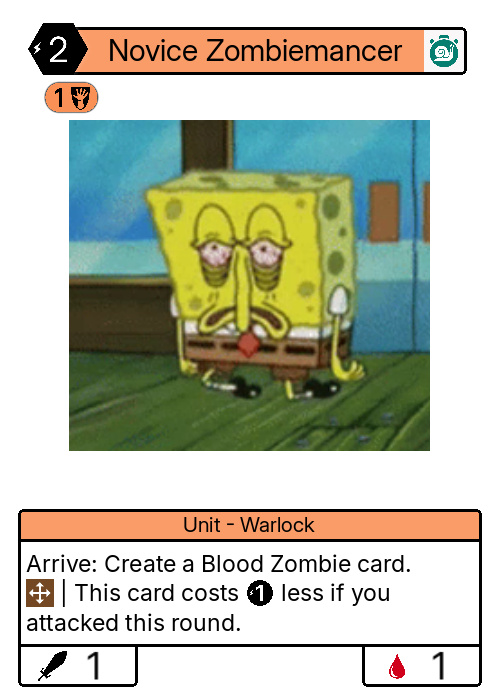 2 Novice Zombiemancer
1
Unit - Warlock
Arrive: Create a Blood Zombie card.
| This card costs 1 less if you
attacked this round.
1 1